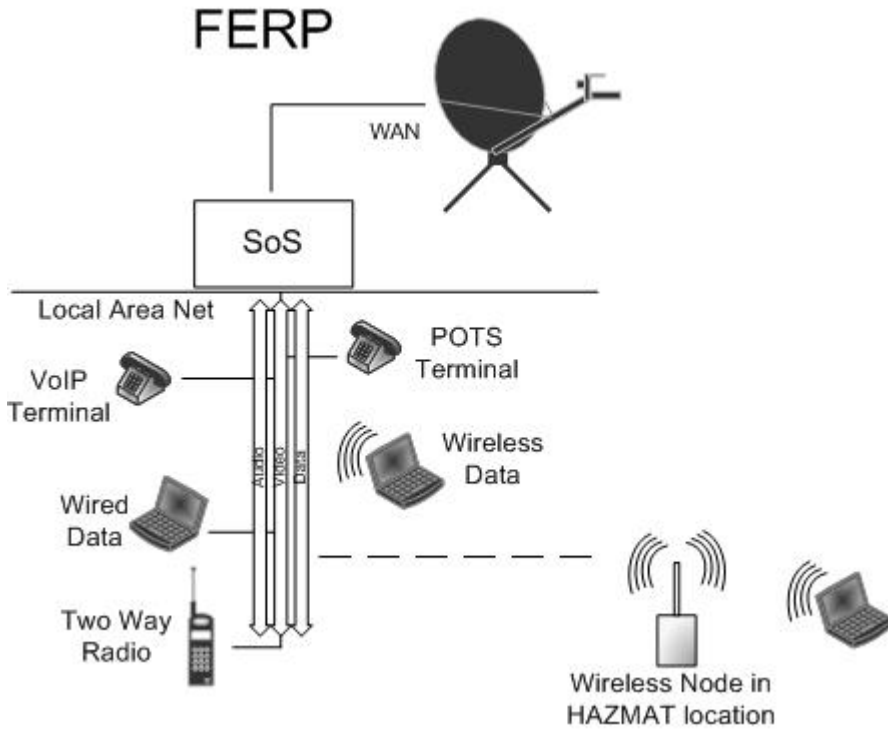 FERP
WAN
SoS
Local Area Net
POTS
Terminal
VoIP
Terminal
Audio
Video
Data
Wireless
Data
Wired
Data
Two Way
Radio
Wireless Node in
HAZMAT location